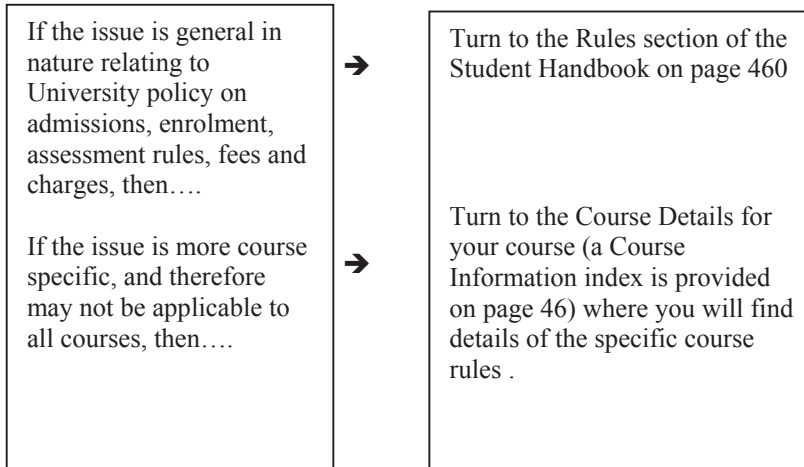 If the issue is general in
nature relating to
University policy on
admissions, enrolment,
assessment rules, fees and
charges, then….
➔
Turn to the Rules section of the
Student Handbook on page 460
If the issue is more course
specific, and therefore
may not be applicable to
all courses, then….
➔
Turn to the Course Details for
your course (a Course
Information index is provided
on page 46) where you will find
details of the specific course
rules .